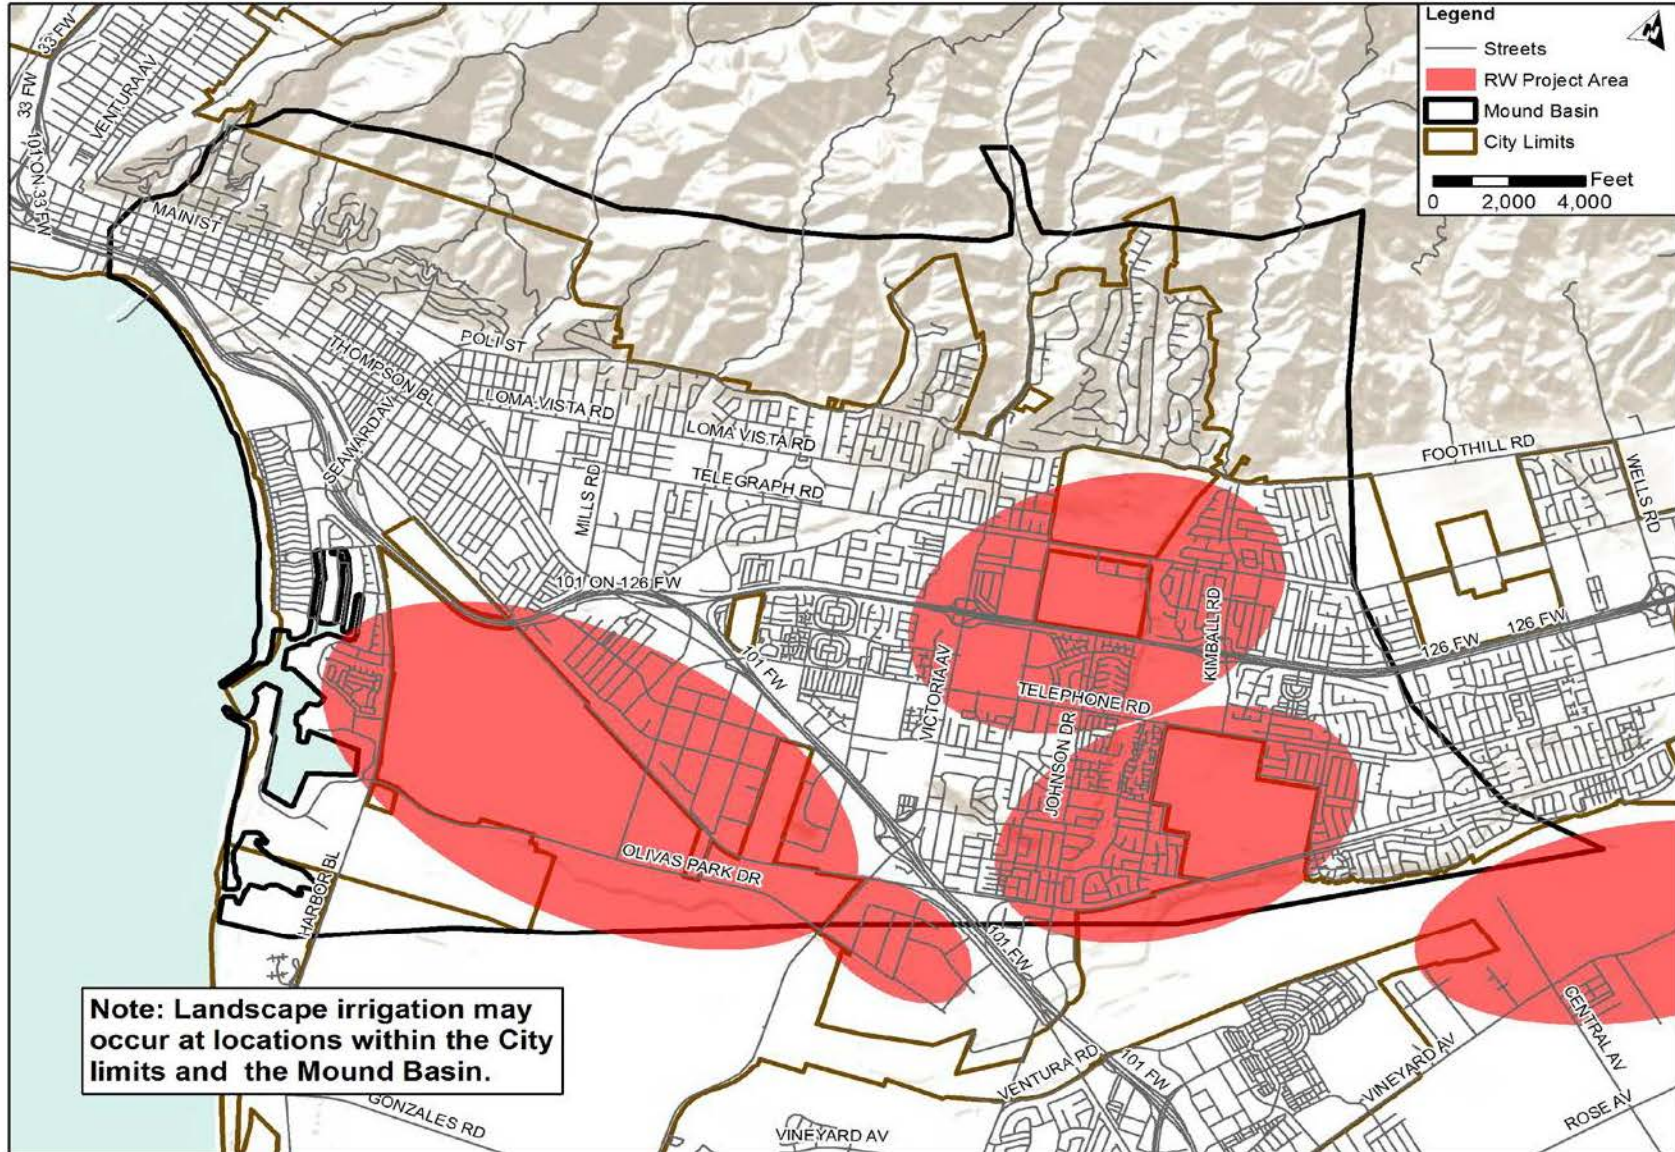 Legend
N
Streets
RW Project Area
Mound Basin
City Limits
Feet
0 2,000 4,000
33 FW
33 FW
VENTURA AV
101 ON 33 FW
MAIN ST
POLI ST
THOMPSON BL
SEAWARD AV
LOMA VISTA RD
LOMA VISTA RD
TELEGRAPH RD
MILLS RD
FOOTHILL RD
WELLS RD
101 ON 126 FW
KIMBALL RD
126 FW
126 FW
101 FW
VICTORIA AV
TELEPHONE RD
JOHNSON DR
OLIVAS PARK DR
HARBOR BL
101 FW
CENTRAL AV
VENTURA RD
101 FW
VINEYARD AV
ROSE AV
GONZALES RD
VINEYARD AV
Note: Landscape irrigation may
occur at locations within the City
limits and the Mound Basin.